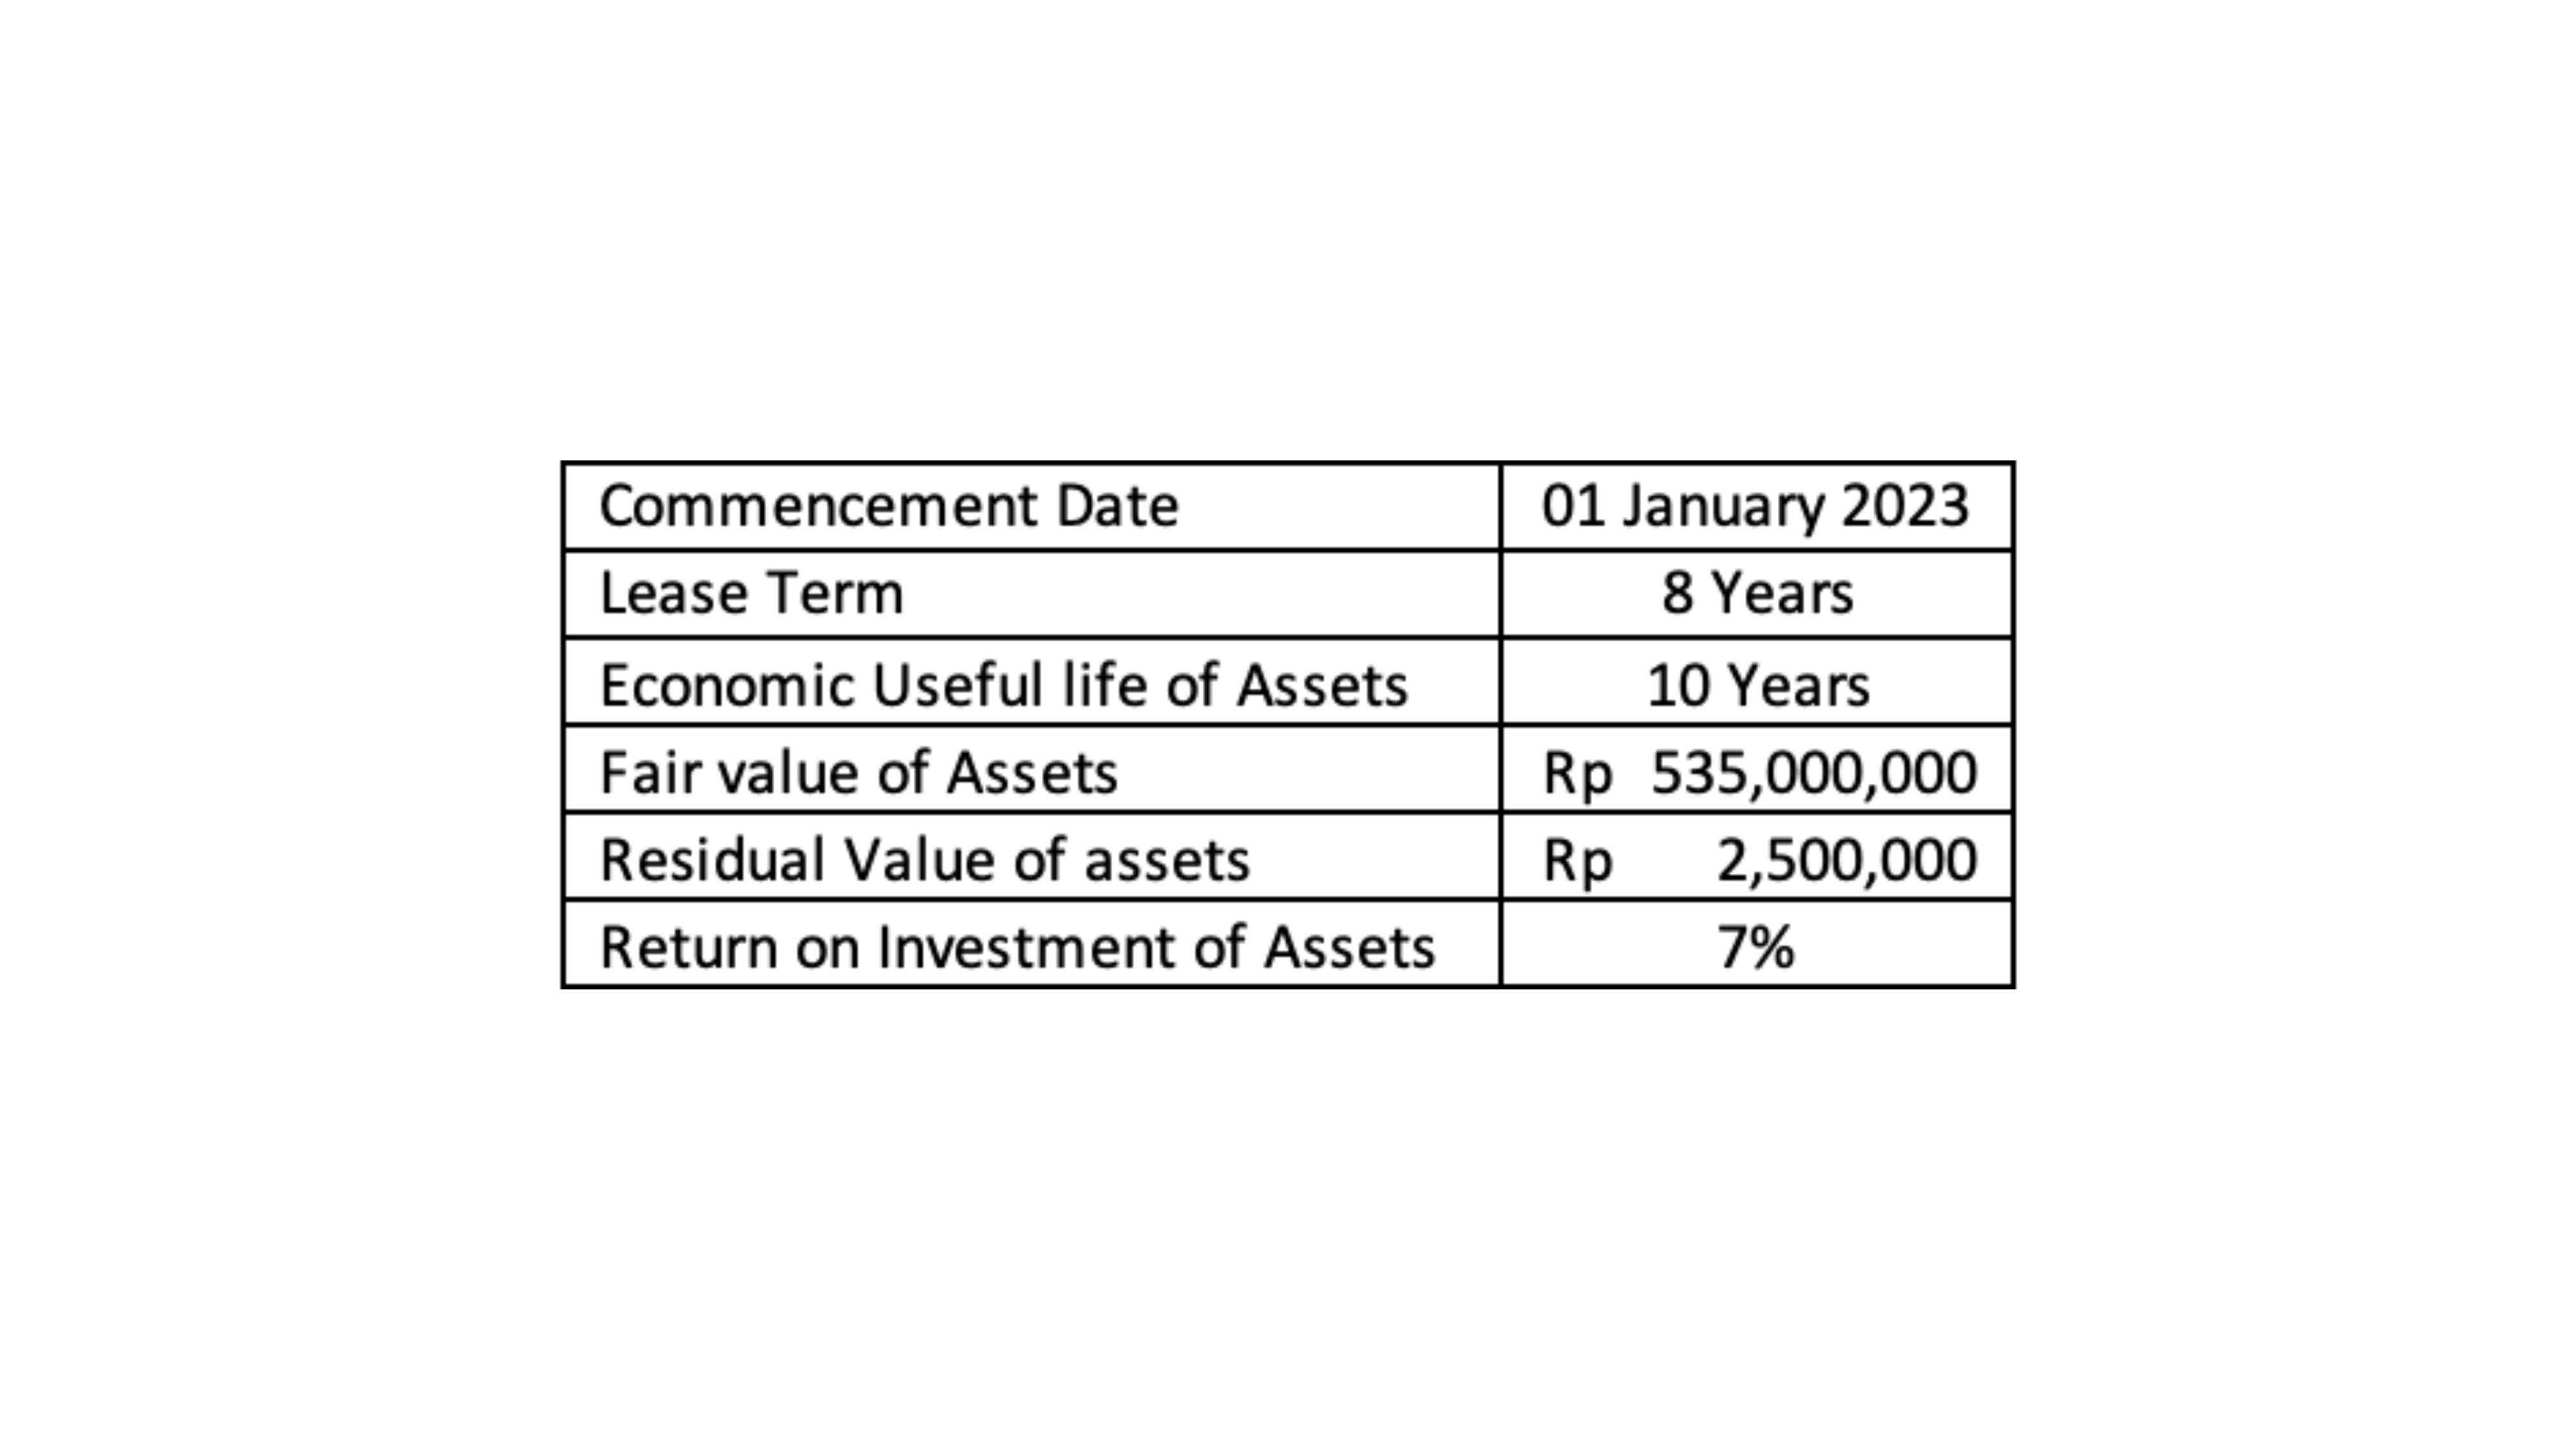 Commencement Date 01 January 2023
Lease Term 8 Years
Economic Useful life of Assets 10 Years
Fair value of Assets Rp 535,000,000
Residual Value of assets Rp 2,500,000
Return on Investment of Assets 7%